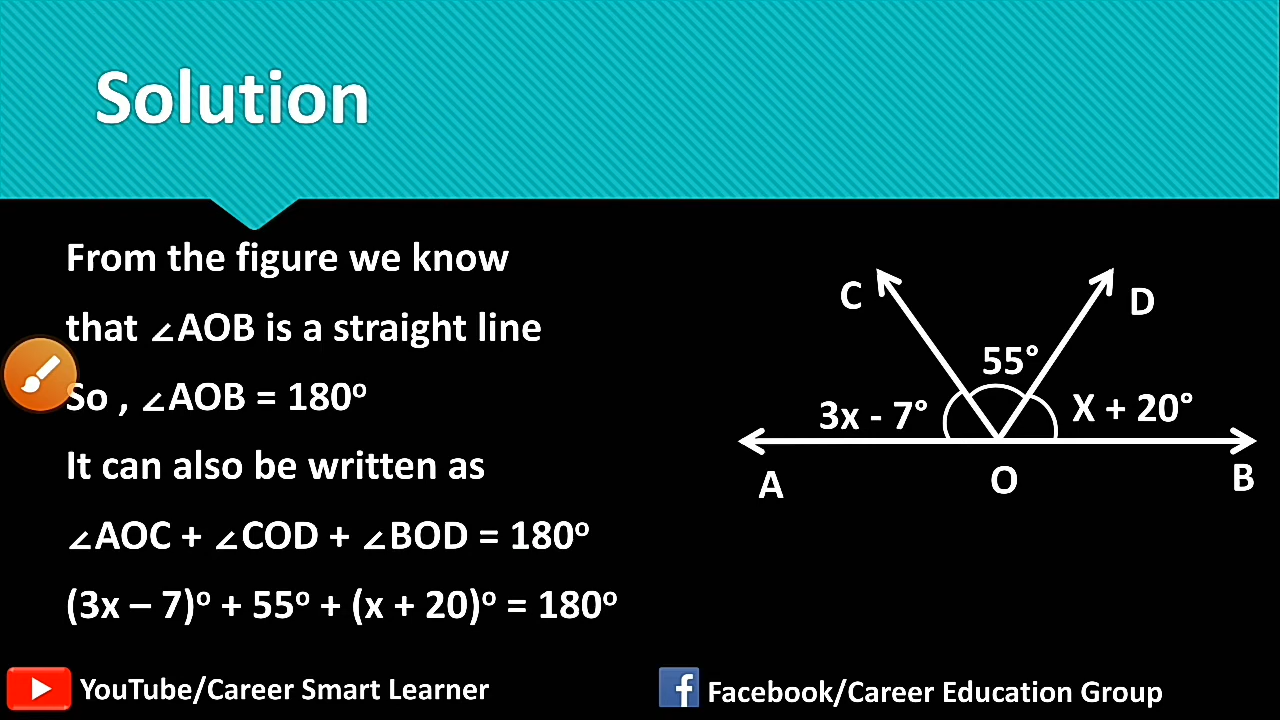 Solution
From the figure we know
that ∠AOB is a straight line
So , ∠AOB = 180º
It can also be written as
∠AOC + ∠COD + ∠BOD = 180º
(3x – 7)º + 55º + (x + 20)º = 180º
C
D
55°
3x - 7°
X + 20°
A
O
B
YouTube/Career Smart Learner
f
Facebook/Career Education Group